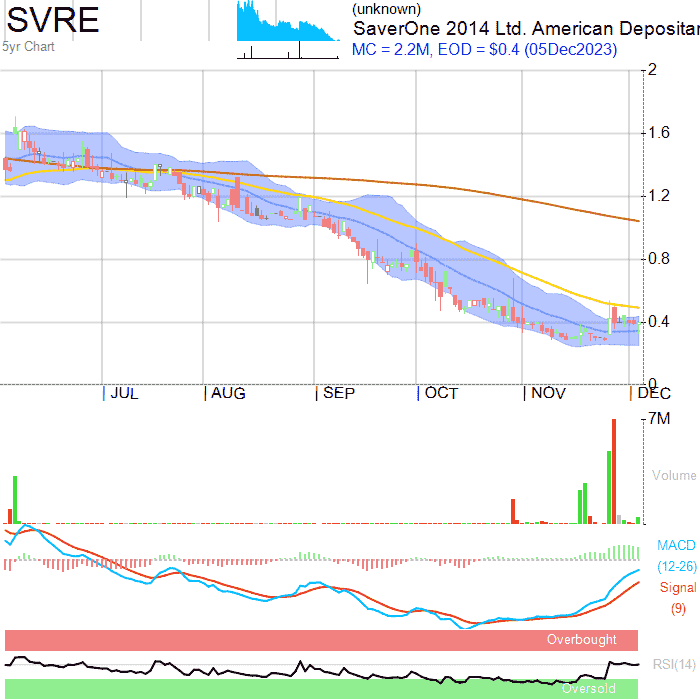 SVRE
5yr Chart
(unknown)
SaverOne 2014 Ltd. American Depositar
MC = 2.2M, EOD = $0.4 (05Dec2023)
2
1.6
1.2
0.8
0.4
0
JUL
AUG
SEP
OCT
NOV
DEC
7M
Volume
MACD
(12-26)
Signal
(9)
Overbought
RSI(14)
Oversold